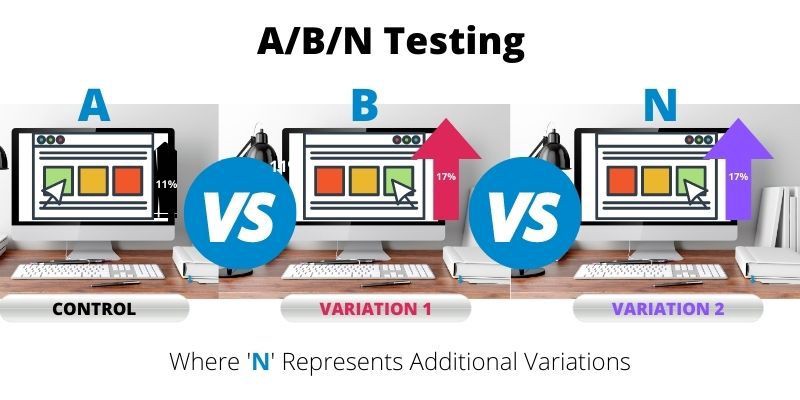 A/B/N Testing
A
B
N
11%
VS
11
17%
VS
17%
CONTROL
VARIATION 1
VARIATION 2
Where 'N' Represents Additional Variations